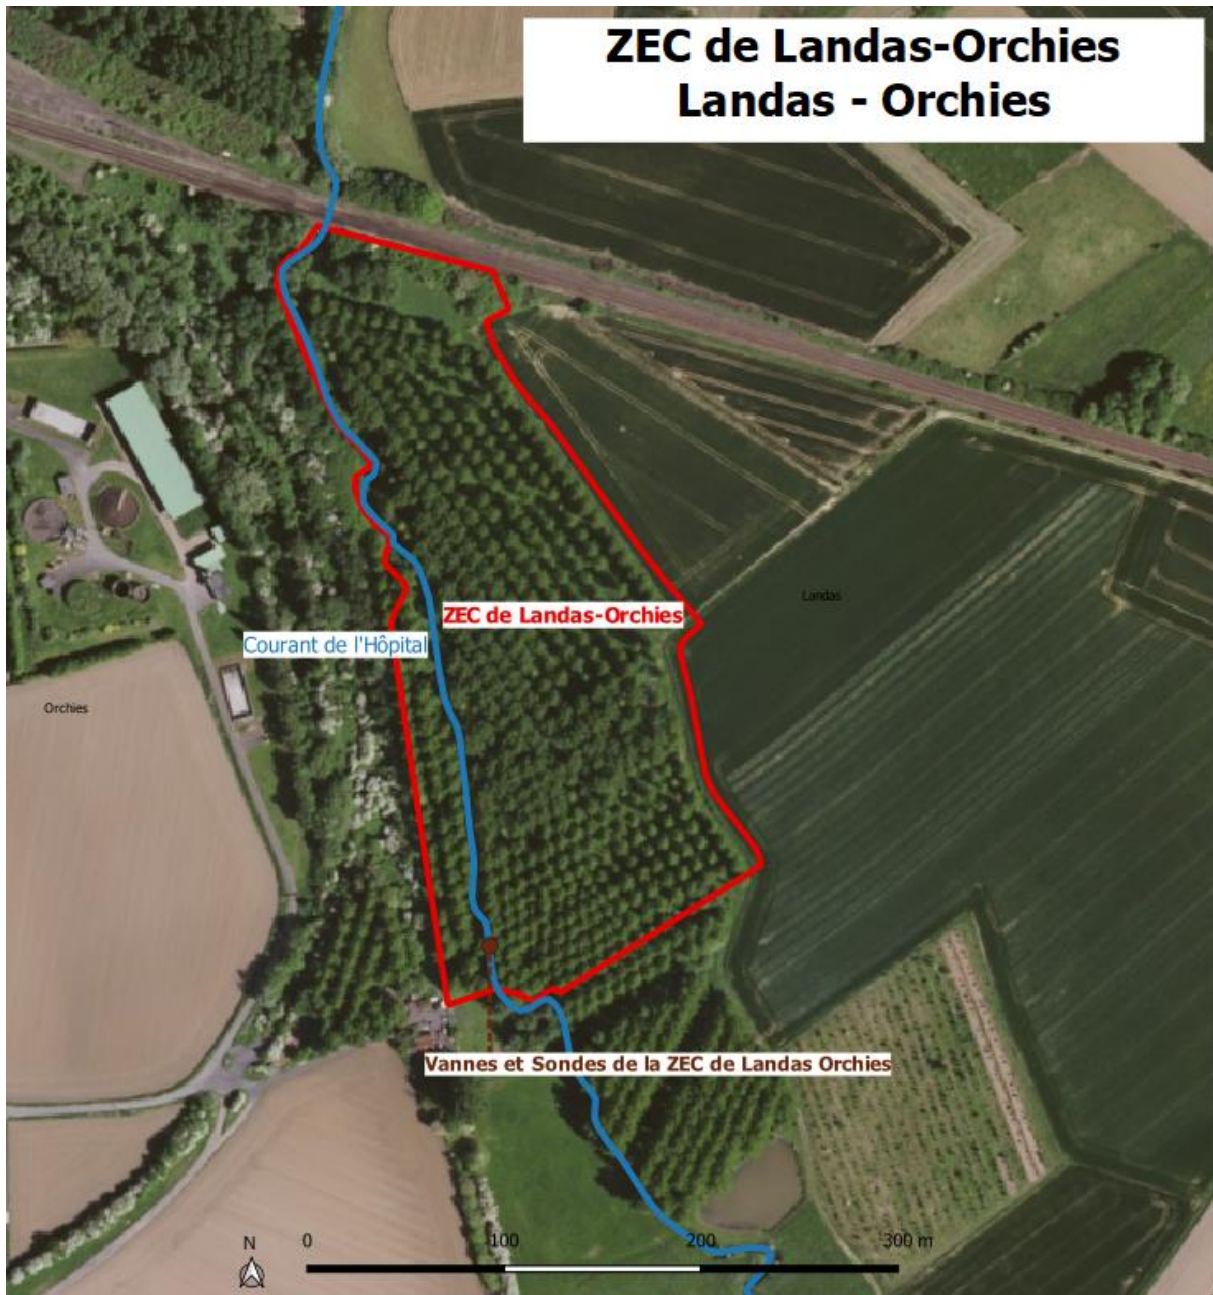 ZEC de Landas-Orchies
Landas - Orchies
Landas
ZEC de Landas-Orchies
Courant de l'Hôpital
Orchies
Vannes et Sondes de la ZEC de Landas Orchies
N
0 100 200 300 m